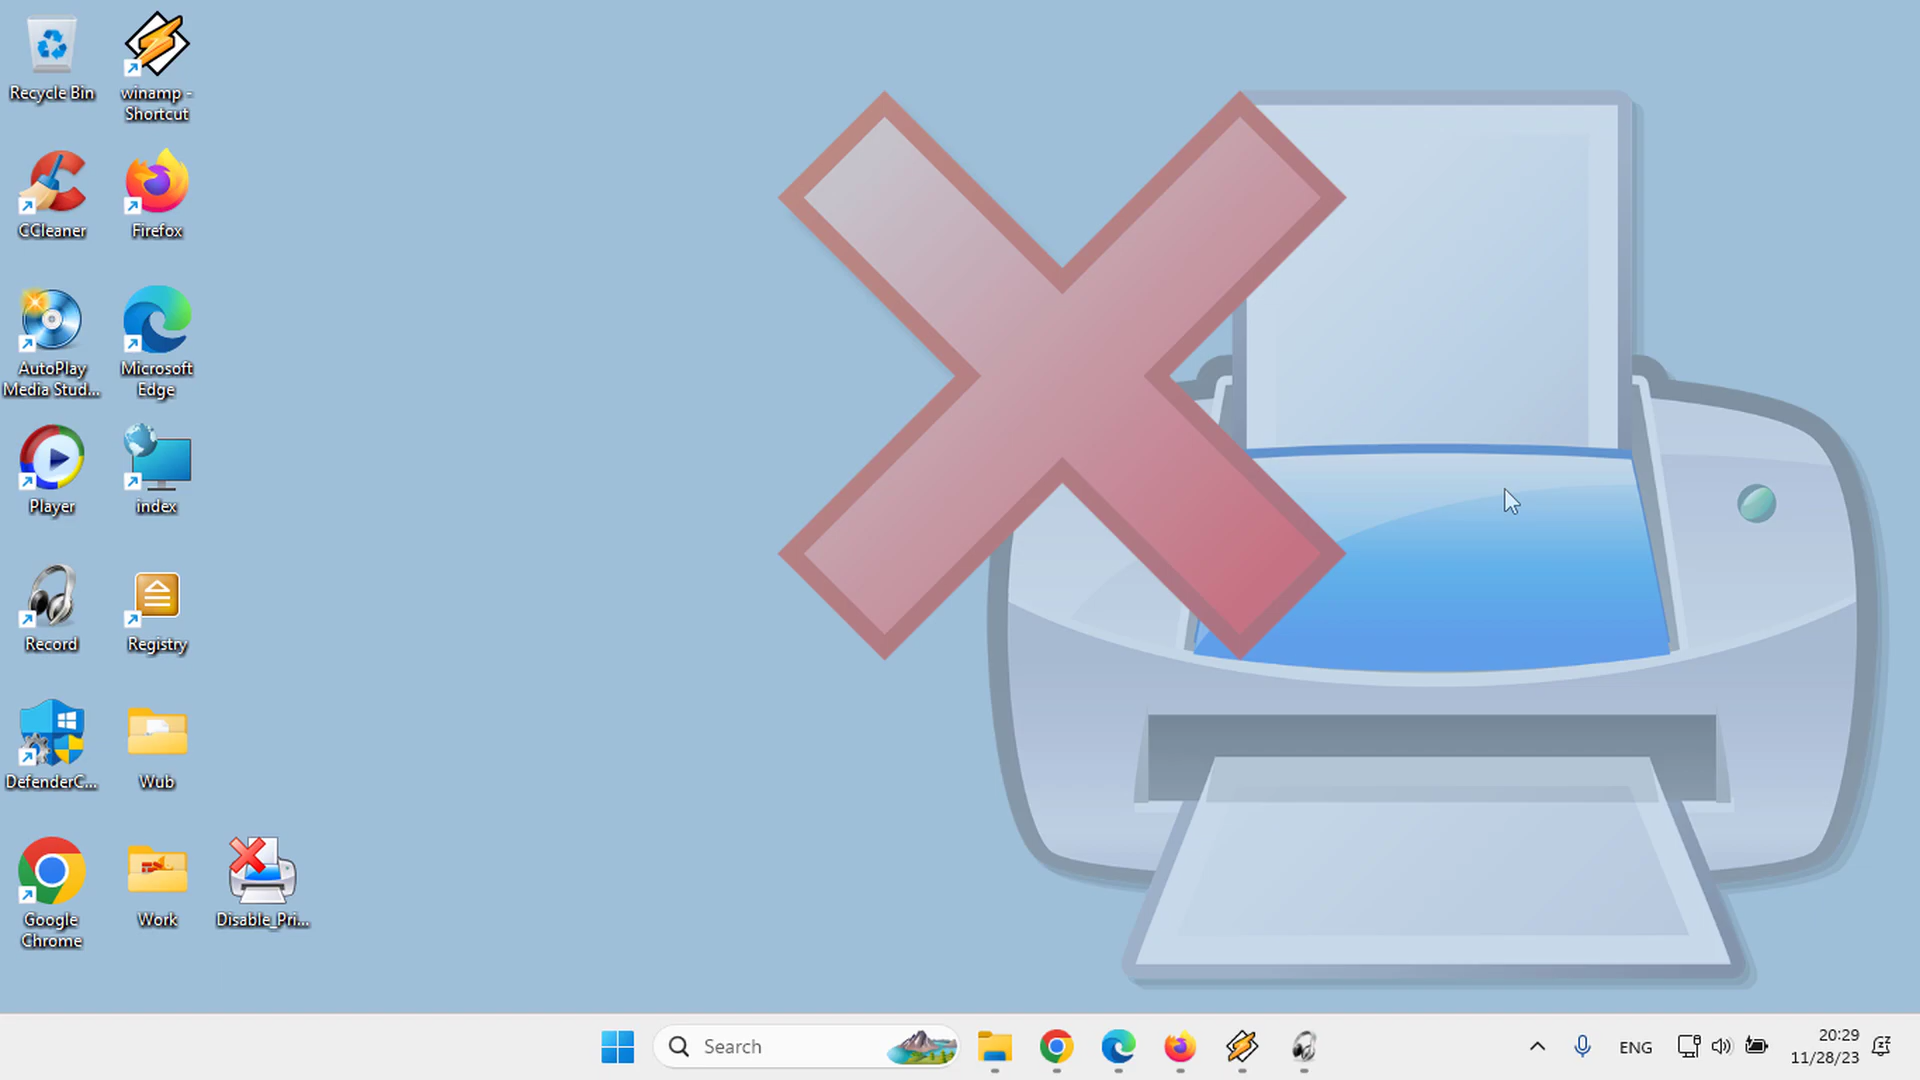 Recycle Bin
winamp -
Shortcut
CCleaner
Firefox
AutoPlay
Media Stud...
Microsoft
Edge
Player
index
Record
Registry
DefenderC...
Wub
Google
Chrome
Work
Disable_Pri...
Search
ENG
20:29
11/28/23